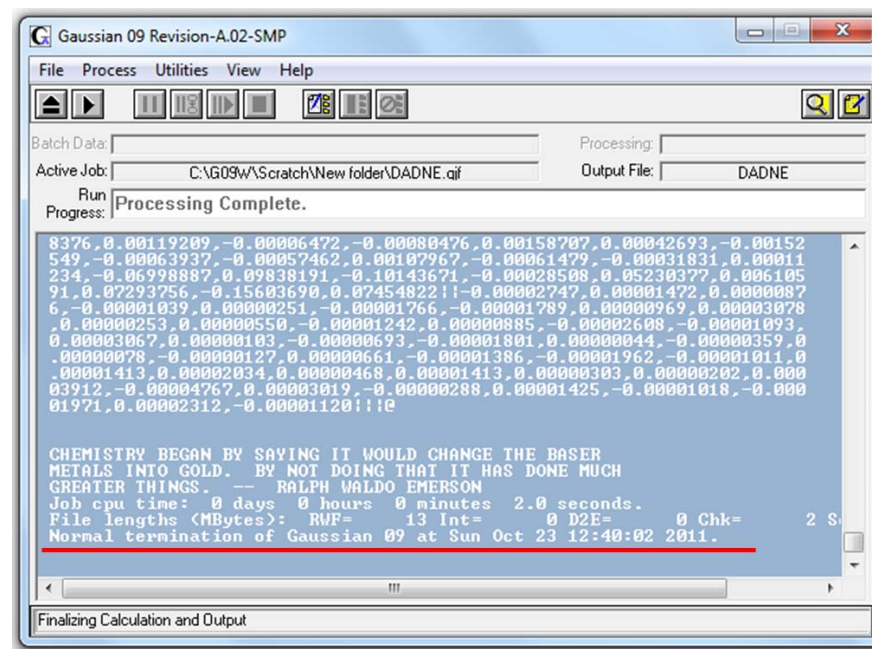 Gaussian 09 Revision-A.02-SMP
File Process Utilities View Help
Batch Data:
Processing:
Active Job: C:\G09W\Scratch\New folder\DADNE.gjf Output File: DADNE
Run Progress: Processing Complete.
8376,0.00119209,-0.00006472,-0.00080476,0.00158707,0.00042693,-0.00152
549,-0.00063937,-0.00057462,0.00107967,-0.00061479,-0.00031831,0.00011
234,-0.06998887,0.09838191,-0.10143671,-0.00028508,0.05230377,0.006105
91,0.07293756,-0.15603690,0.07454822||-0.00002747,0.00001472,0.0000087
6,-0.00001039,0.00000251,-0.00001766,-0.00001789,0.00000969,0.00003078
,0.00000253,0.00000550,-0.00001242,0.00000885,-0.00002608,-0.00001093,
0.00003067,0.00000103,-0.00000693,-0.00001801,0.00000044,-0.00000359,0
.00000078,-0.00000127,0.00000661,-0.00001386,-0.00001962,-0.00001011,0
.00001413,0.00002034,0.00000468,0.00001413,0.00000303,0.00000202,0.000
03912,-0.00004767,0.00003019,-0.00000288,0.00001425,-0.00001018,-0.000
01971,0.00002312,-0.00001120|||@
CHEMISTRY BEGAN BY SAYING IT WOULD CHANGE THE BASER
METALS INTO GOLD. BY NOT DOING THAT IT HAS DONE MUCH
GREATER THINGS. -- RALPH WALDO EMERSON
Job cpu time: 0 days 0 hours 0 minutes 2.0 seconds.
File lengths (MBytes): RWF= 13 Int= 0 D2E= 0 Chk= 2 S
Normal termination of Gaussian 09 at Sun Oct 23 12:40:02 2011.
Finalizing Calculation and Output